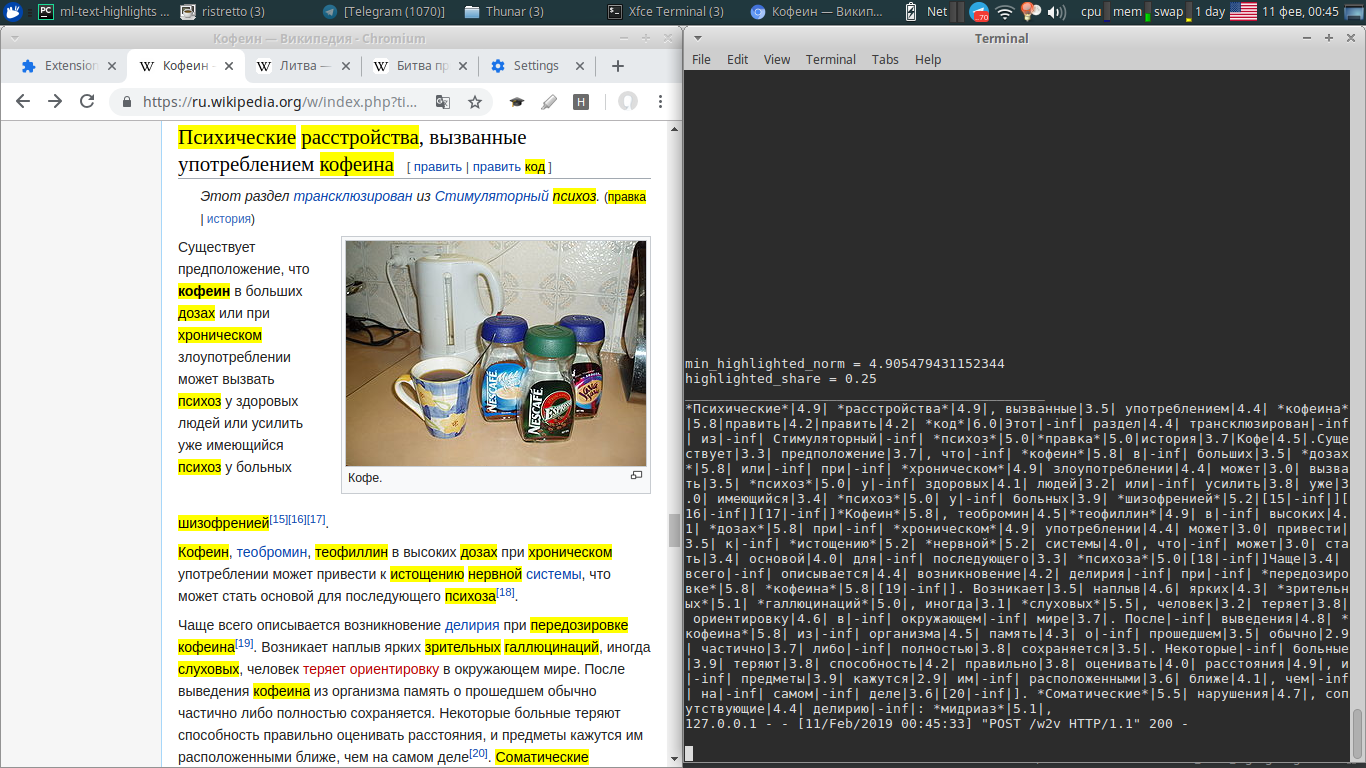 ml-text-highlights ... ristretto (3) [Telegram (1070)] Thunar (3) Xfce Terminal (3) Кофеин — Викип... Net 70 cpu mem swap 1 day 11 фев, 00:45
Кофеин — Википедия - Chromium
Extension Кофеин - Литва — Битва пр Settings
https://ru.wikipedia.org/w/index.php?ti...
Психические расстройства, вызванные
употреблением кофеина [ править | править код ]
Этот раздел трансклюзирован из Стимуляторный психоз. (правка
| история)
Существует
предположение, что
кофеин в больших
дозах или при
хроническом
злоупотреблении
может вызвать
психоз у здоровых
людей или усилить
уже имеющийся
психоз у больных
NESCAFÉ
NESCAFÉ
Кофе.
шизофренией[15][16][17].
Кофеин, теобромин, теофиллин в высоких дозах при хроническом
употреблении может привести к истощению нервной системы, что
может стать основой для последующего психоза[18].
Чаще всего описывается возникновение делирия при передозировке
кофеина[19]. Возникает наплыв ярких зрительных галлюцинаций, иногда
слуховых, человек теряет ориентировку в окружающем мире. После
выведения кофеина из организма память о прошедшем обычно
частично либо полностью сохраняется. Некоторые больные теряют
способность правильно оценивать расстояния, и предметы кажутся им
расположенными ближе, чем на самом деле[20]. Соматические
Terminal
File Edit View Terminal Tabs Help
min_highlighted_norm = 4.905479431152344
highlighted_share = 0.25
*Психические*|4.9| *расстройства*|4.9|, вызванные|3.5| употреблением|4.4| *кофеина*
|5.8|править|4.2|править|4.2| *код*|6.0|Этот|-inf| раздел|4.4| трансклюзирован|-inf
| из|-inf| Стимуляторный|-inf| *психоз*|5.0|*правка*|5.0|история|3.7|Кофе|4.5|.Суще
ствует|3.3| предположение|3.7|, что|-inf| *кофеин*|5.8| в|-inf| больших|3.5| *дозах
*|5.8| или|-inf| при|-inf| *хроническом*|4.9| злоупотреблении|4.4| может|3.0| вызва
ть|3.5| *психоз*|5.0| у|-inf| здоровых|4.1| людей|3.2| или|-inf| усилить|3.8| уже|3
.0| имеющийся|3.4| *психоз*|5.0| у|-inf| больных|3.9| *шизофренией*|5.2|[15|-inf|][
16|-inf|][17|-inf|]*Кофеин*|5.8|, теобромин|4.5|*теофиллин*|4.9| в|-inf| высоких|4.
1| *дозах*|5.8| при|-inf| *хроническом*|4.9| употреблении|4.4| может|3.0| привести|
3.5| к|-inf| *истощению*|5.2| *нервной*|5.2| системы|4.0|, что|-inf| может|3.0| ста
ть|3.4| основой|4.0| для|-inf| последующего|3.3| *психоза*|5.0|[18|-inf|]Чаще|3.4|
всего|-inf| описывается|4.4| возникновение|4.2| делирия|-inf| при|-inf| *передозиро
вке*|5.8| *кофеина*|5.8|[19|-inf|]. Возникает|3.5| наплыв|4.6| ярких|4.3| *зрительн
ых*|5.1| *галлюцинаций*|5.0|, иногда|3.1| *слуховых*|5.5|, человек|3.2| теряет|3.8|
ориентировку|4.6| в|-inf| окружающем|-inf| мире|3.7|. После|-inf| выведения|4.8| *
кофеина*|5.8| из|-inf| организма|4.5| память|4.3| о|-inf| прошедшем|3.5| обычно|2.9
| частично|3.7| либо|-inf| полностью|3.8| сохраняется|3.5|. Некоторые|-inf| больные
|3.9| теряют|3.8| способность|4.2| правильно|3.8| оценивать|4.0| расстояния|4.9|, и
|-inf| предметы|3.9| кажутся|2.9| им|-inf| расположенными|3.6| ближе|4.1|, чем|-inf
| на|-inf| самом|-inf| деле|3.6|[20|-inf|]. *Соматические*|5.5| нарушения|4.7|, соп
утствующие|4.4| делирию|-inf|: *мидриаз*|5.1|,
127.0.0.1 - - [11/Feb/2019 00:45:33] "POST /w2v HTTP/1.1" 200 -